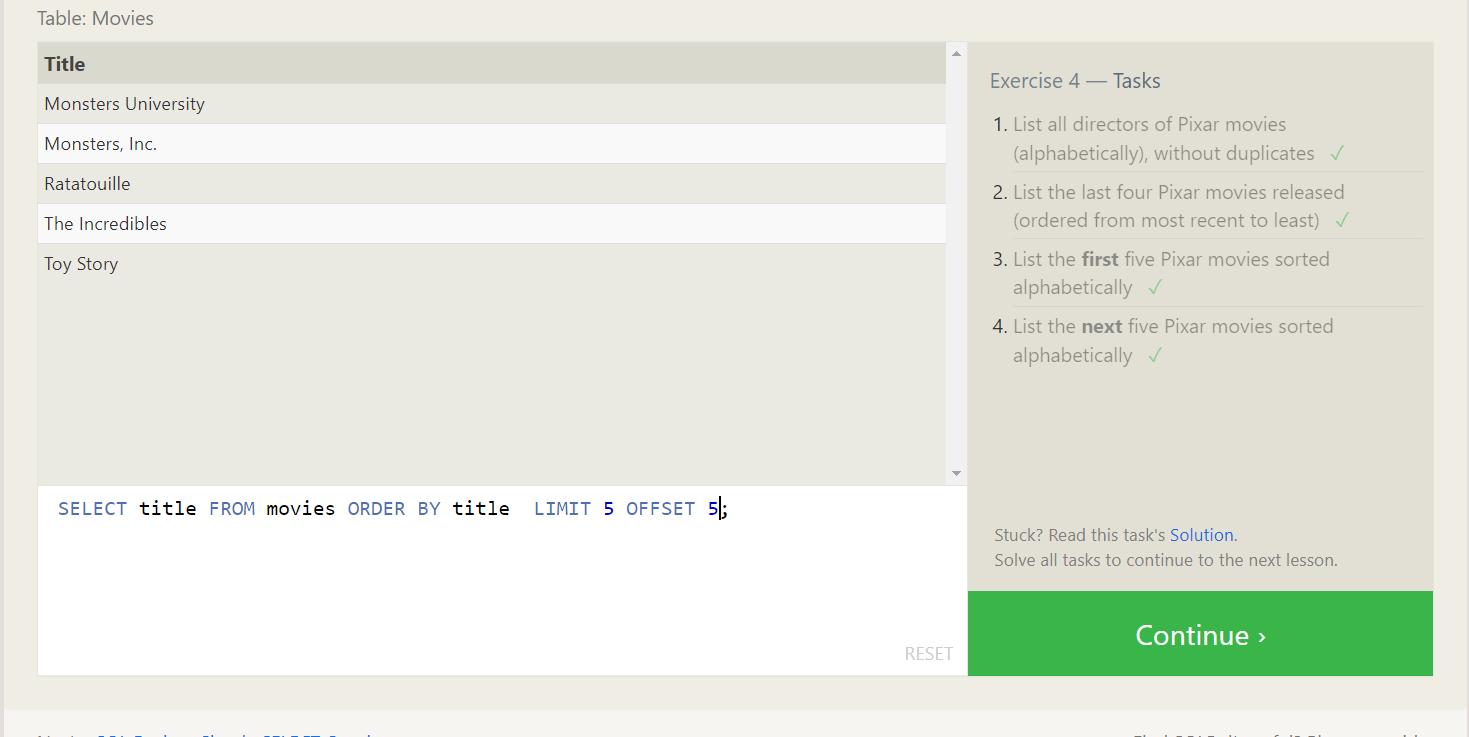 Table: Movies
Title
Monsters University
Monsters, Inc.
Ratatouille
The Incredibles
Toy Story
SELECT title FROM movies ORDER BY title  LIMIT 5 OFFSET 5;
RESET
Exercise 4 — Tasks
1. List all directors of Pixar movies
(alphabetically), without duplicates ✓
2. List the last four Pixar movies released
(ordered from most recent to least) ✓
3. List the first five Pixar movies sorted
alphabetically ✓
4. List the next five Pixar movies sorted
alphabetically ✓
Stuck? Read this task's Solution.
Solve all tasks to continue to the next lesson.
Continue ›